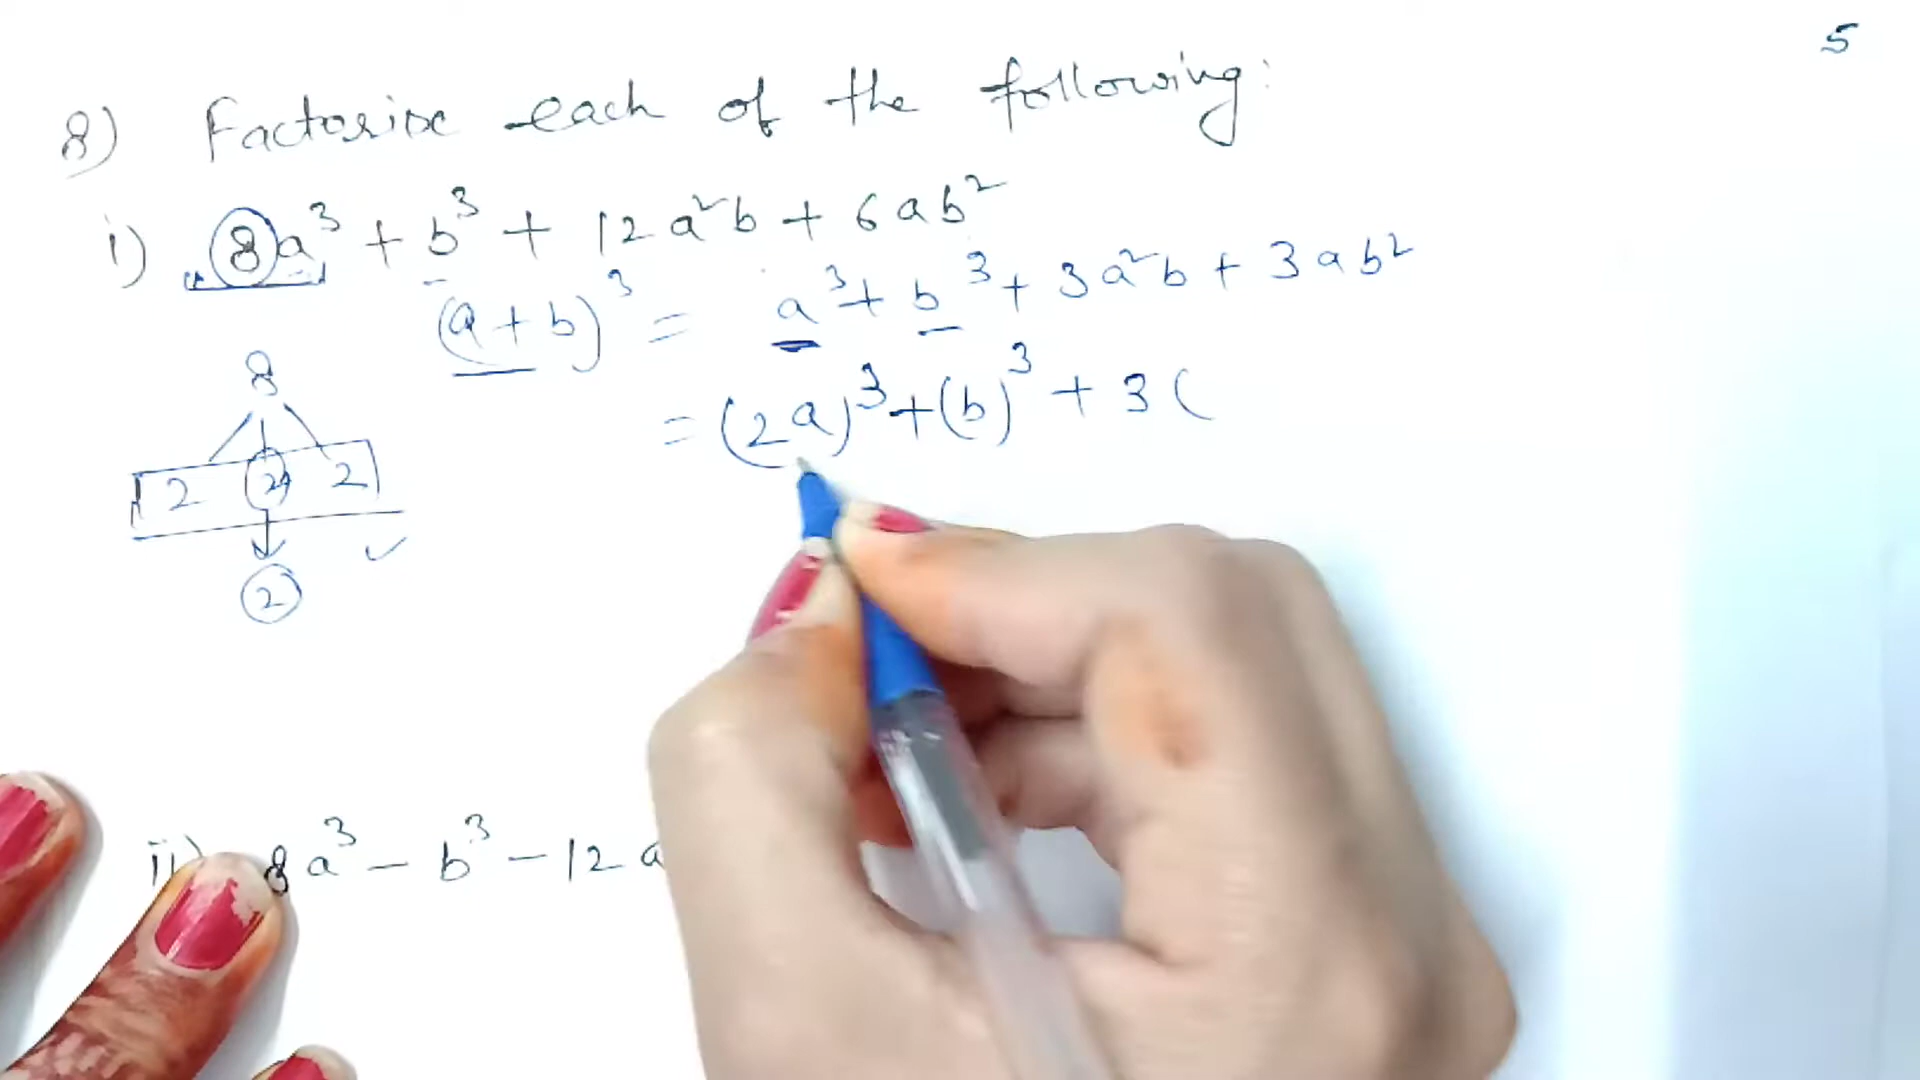 5
8) Factorise each of the following:
i) 8a³ + b³ + 12a²b + 6ab²
(a+b)³ = a³ + b³ + 3a²b + 3ab²
= (2a)³ + (b)³ + 3(
8
2 2 2
2
ii) 8a³ – b³ – 12a